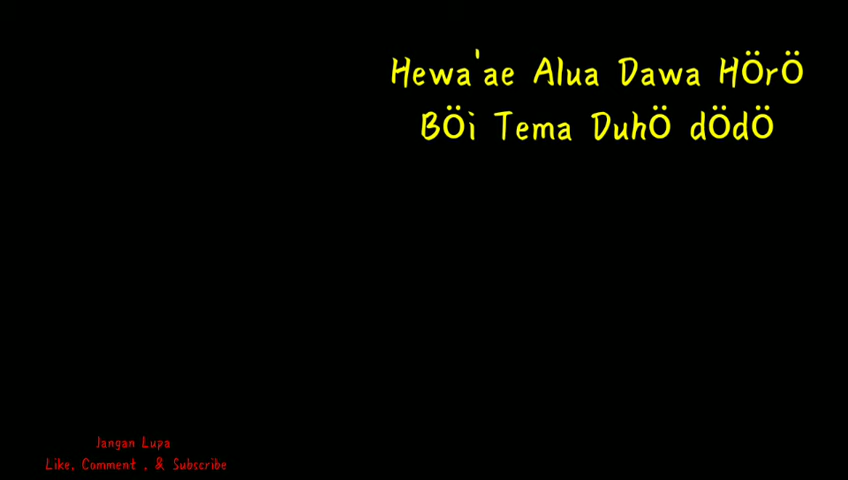 Hewa'ae Alua Dawa Hörö
Böi Tema Duhö dödö
Jangan Lupa
Like, Comment , & Subscribe